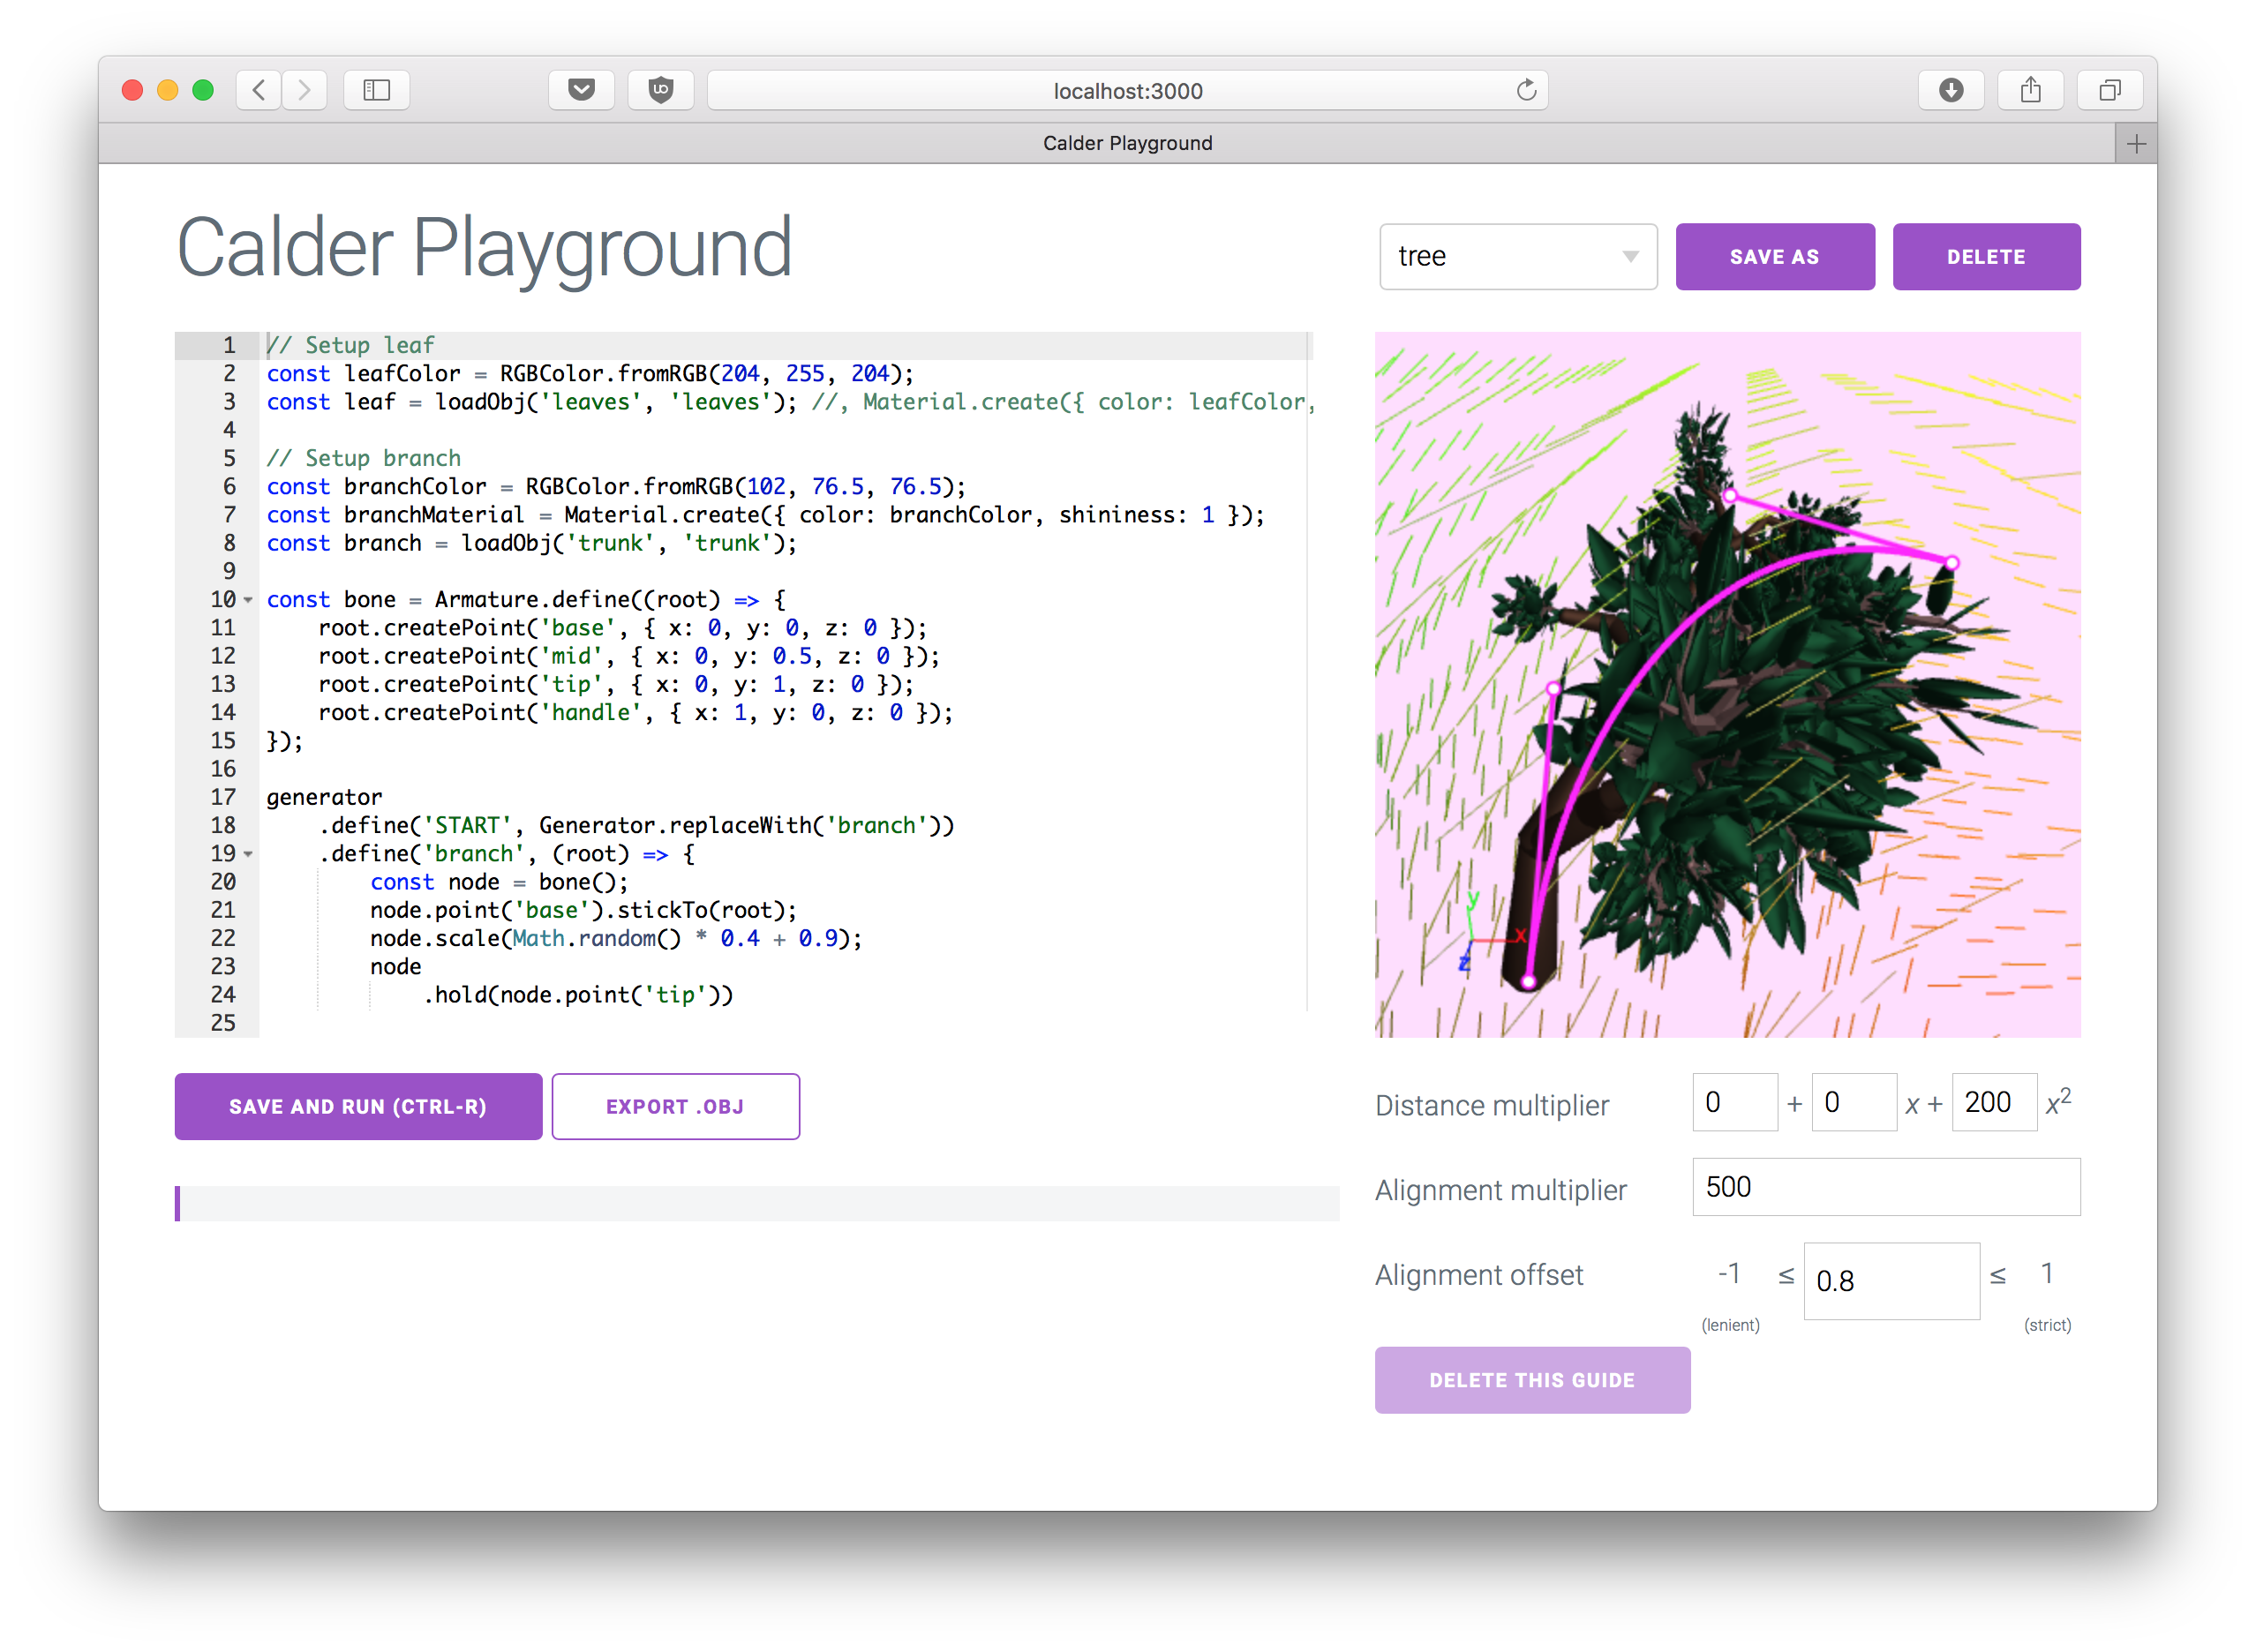 localhost:3000
Calder Playground
Calder Playground
tree
SAVE AS
DELETE
1 // Setup leaf
2 const leafColor = RGBColor.fromRGB(204, 255, 204);
3 const leaf = loadObj('leaves', 'leaves'); //, Material.create({ color: leafColor,
4
5 // Setup branch
6 const branchColor = RGBColor.fromRGB(102, 76.5, 76.5);
7 const branchMaterial = Material.create({ color: branchColor, shininess: 1 });
8 const branch = loadObj('trunk', 'trunk');
9
10 const bone = Armature.define((root) => {
11     root.createPoint('base', { x: 0, y: 0, z: 0 });
12     root.createPoint('mid', { x: 0, y: 0.5, z: 0 });
13     root.createPoint('tip', { x: 0, y: 1, z: 0 });
14     root.createPoint('handle', { x: 1, y: 0, z: 0 });
15 });
16
17 generator
18     .define('START', Generator.replaceWith('branch'))
19     .define('branch', (root) => {
20         const node = bone();
21         node.point('base').stickTo(root);
22         node.scale(Math.random() * 0.4 + 0.9);
23         node
24             .hold(node.point('tip'))
25
y
x
z
SAVE AND RUN (CTRL-R)
EXPORT .OBJ
Distance multiplier 0 + 0 x + 200 x²
Alignment multiplier 500
Alignment offset -1 ≤ 0.8 ≤ 1
(lenient) (strict)
DELETE THIS GUIDE